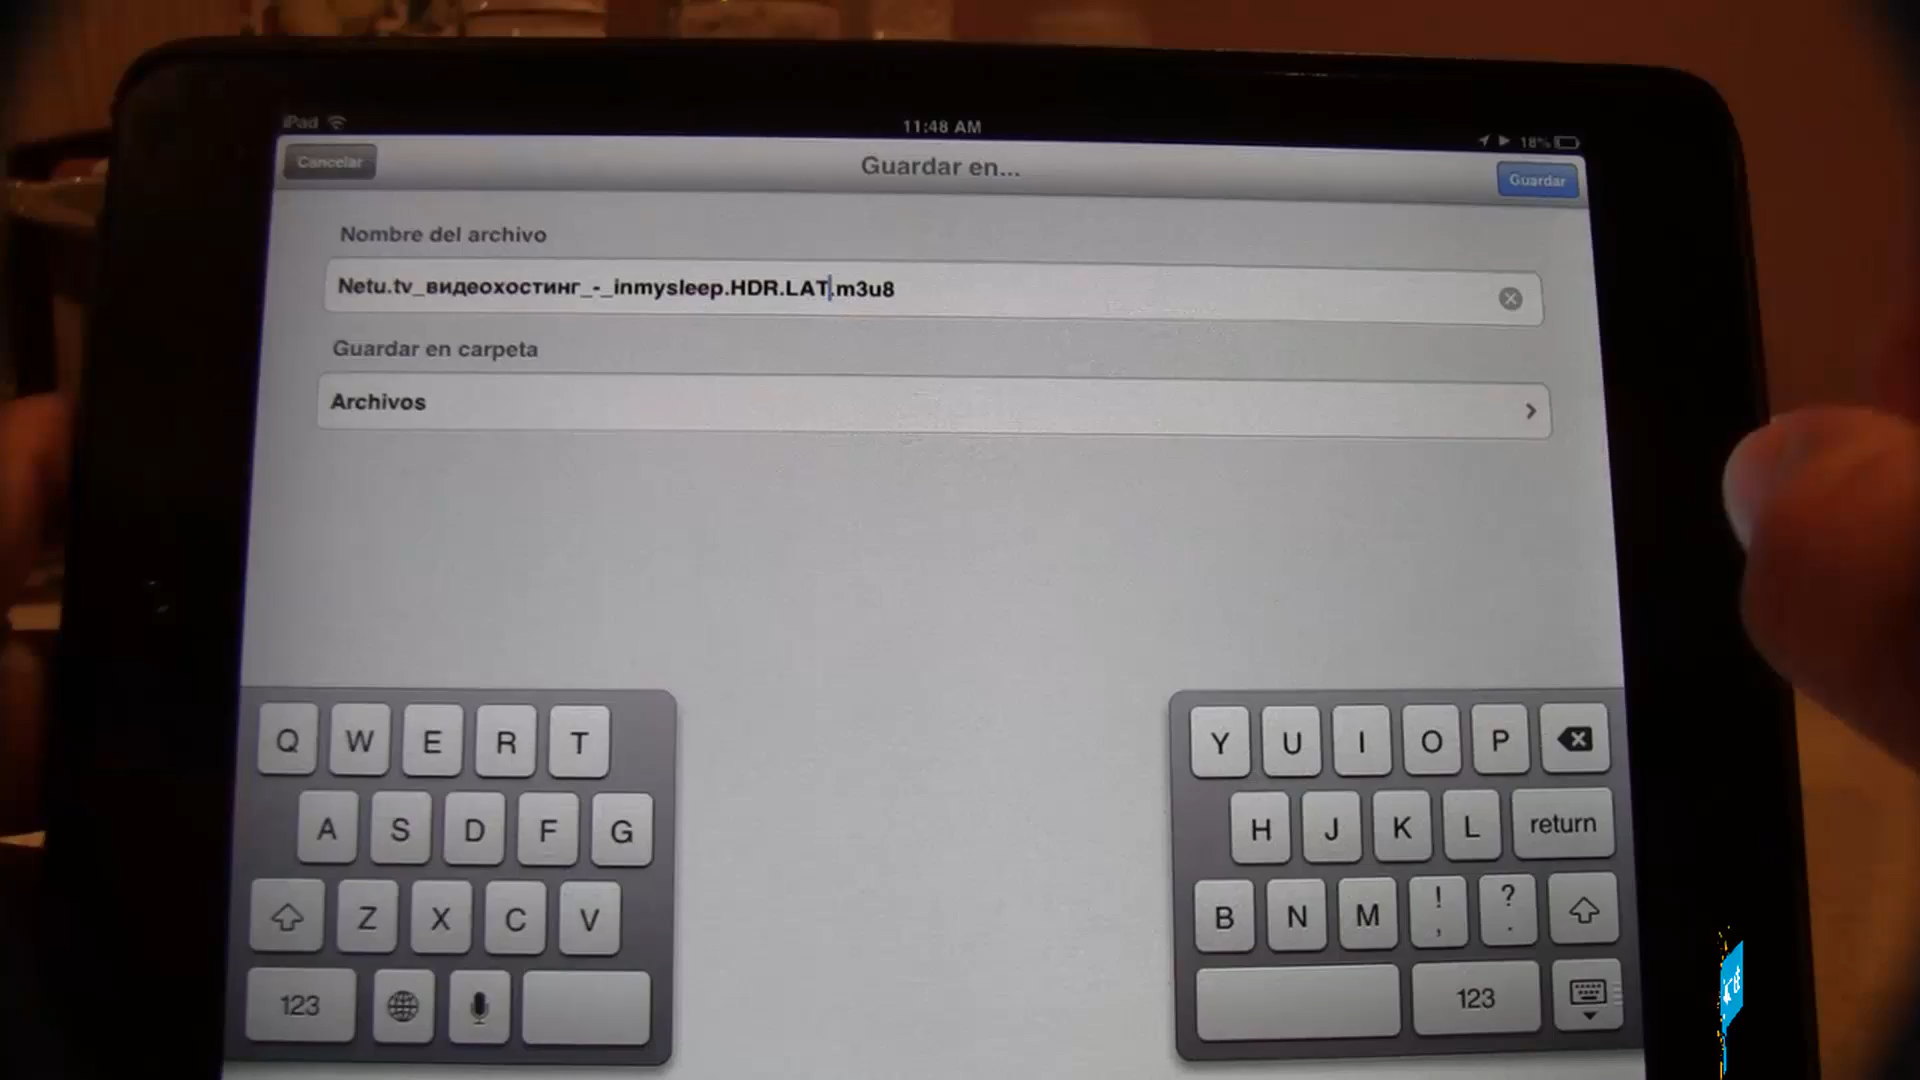 iPad
11:48 AM
18%
Cancelar
Guardar en...
Guardar
Nombre del archivo
Netu.tv_видеохостинг_-_inmysleep.HDR.LAT.m3u8
Guardar en carpeta
Archivos
Q W E R T
Y U I O P
A S D F G
H J K L return
Z X C V
B N M ! , ? .
123
123